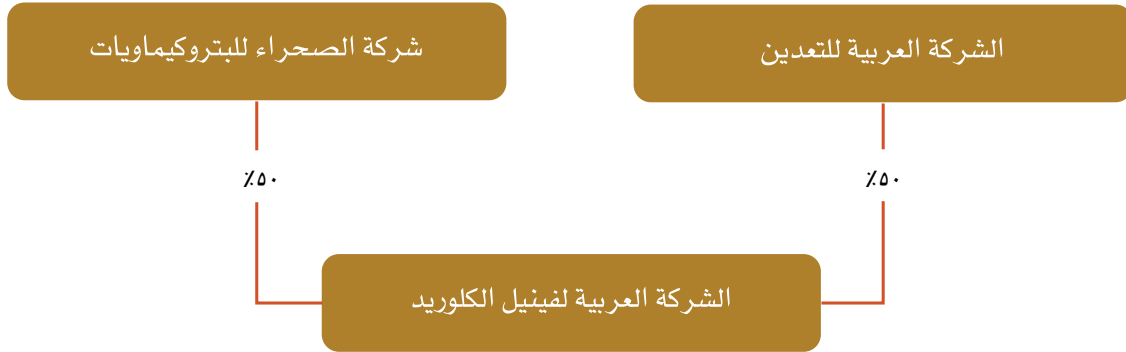 الشركة العربية للتعدين
شركة الصحراء للبتروكيماويات
٥٠٪
٥٠٪
الشركة العربية لفينيل الكلوريد